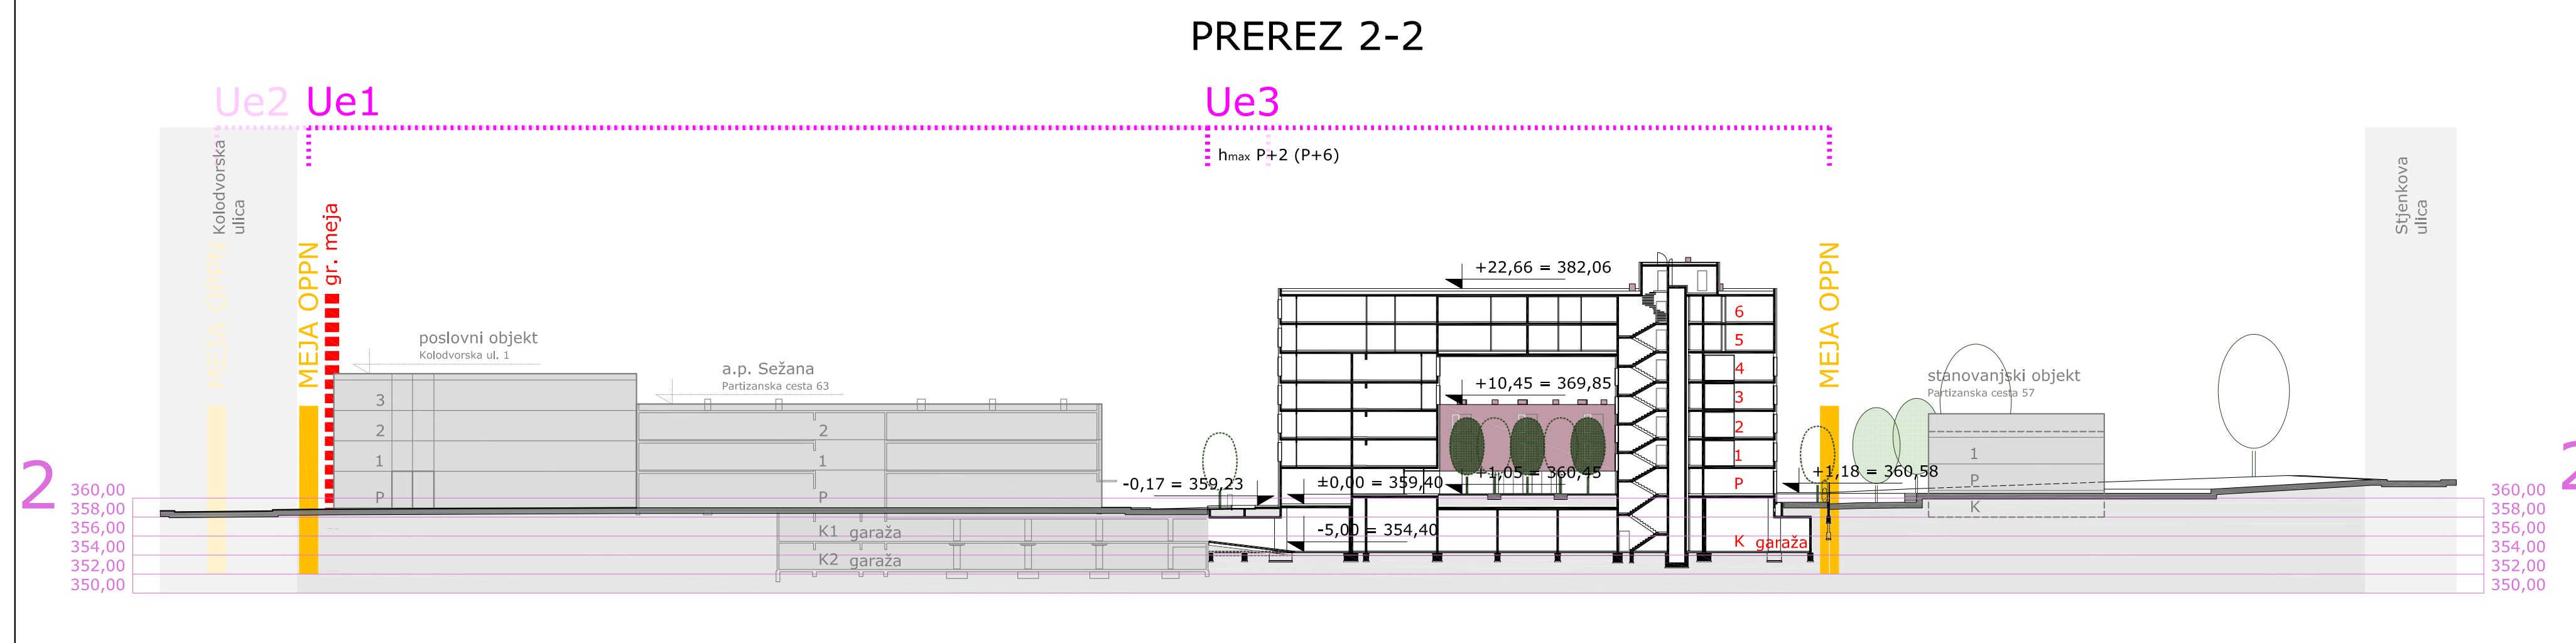 PREREZ 2-2
Ue2
Ue1
Ue3
hmax P+2 (P+6)
Kolodvorska
ulica
Stjenkova
ulica
MEJA OPPN
MEJA OPPN
gr. meja
MEJA OPPN
+22,66 = 382,06
poslovni objekt
Kolodvorska ul. 1
a.p. Sežana
Partizanska cesta 63
+10,45 = 369,85
stanovanjski objekt
Partizanska cesta 57
6
5
4
3
2
1
P
K garaža
3
2
1
P
2
1
P
K1 garaža
K2 garaža
1
P
K
-0,17 = 359,23
±0,00 = 359,40
+1,05 = 360,45
+1,18 = 360,58
-5,00 = 354,40
2
360,00
358,00
356,00
354,00
352,00
350,00
360,00
358,00
356,00
354,00
352,00
350,00